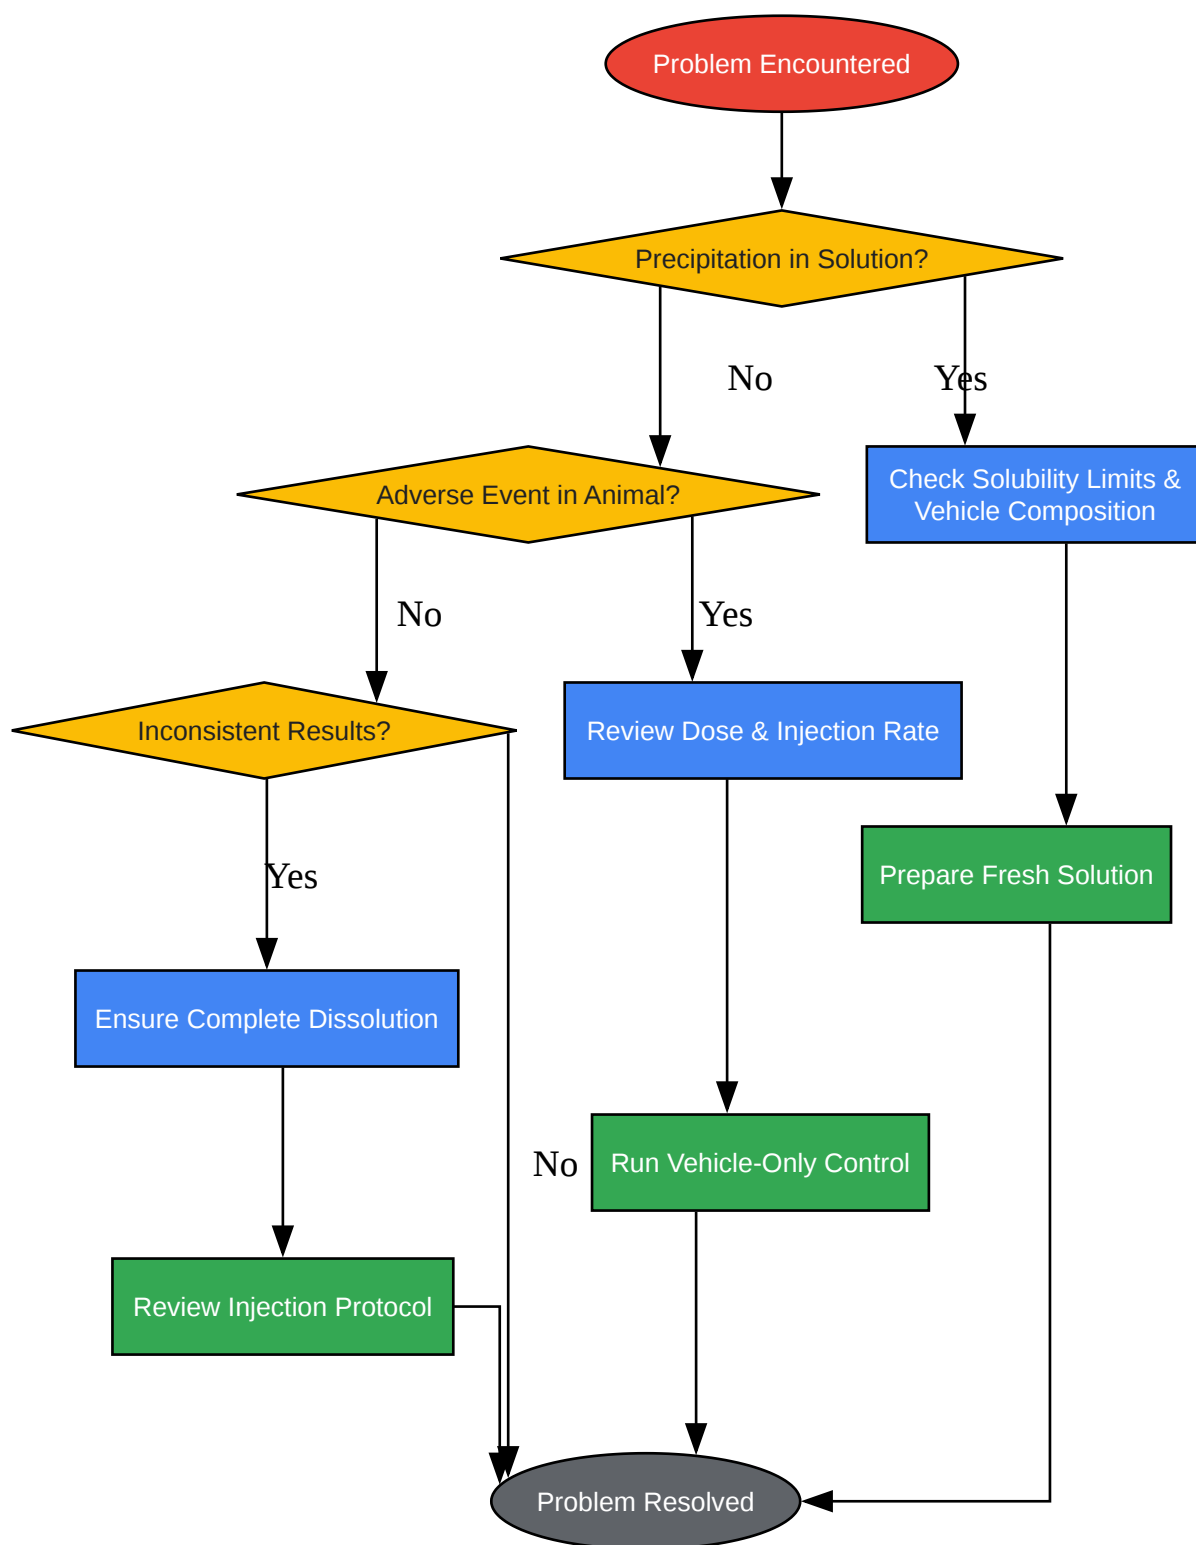 Problem Encountered
Precipitation in Solution?
No
Yes
Adverse Event in Animal?
Check Solubility Limits &
Vehicle Composition
No
Yes
Inconsistent Results?
Review Dose & Injection Rate
Yes
Prepare Fresh Solution
Ensure Complete Dissolution
No
Run Vehicle-Only Control
Review Injection Protocol
Problem Resolved